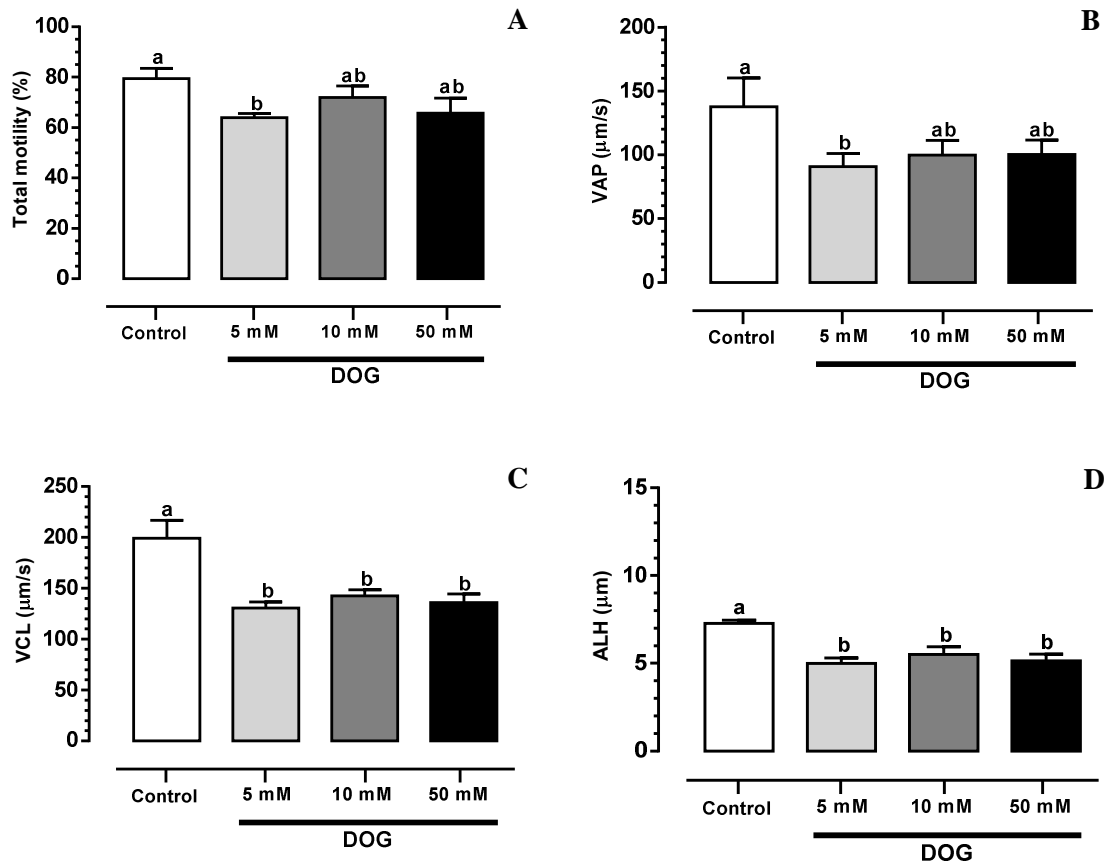 A
Total motility (%)
100
80
60
40
20
0
a
b
ab
ab
Control
5 mM
10 mM
50 mM
DOG
B
VAP (μm/s)
200
150
100
50
0
a
b
ab
ab
Control
5 mM
10 mM
50 mM
DOG
C
VCL (μm/s)
250
200
150
100
50
0
a
b
b
b
Control
5 mM
10 mM
50 mM
DOG
D
ALH (μm)
15
10
5
0
a
b
b
b
Control
5 mM
10 mM
50 mM
DOG